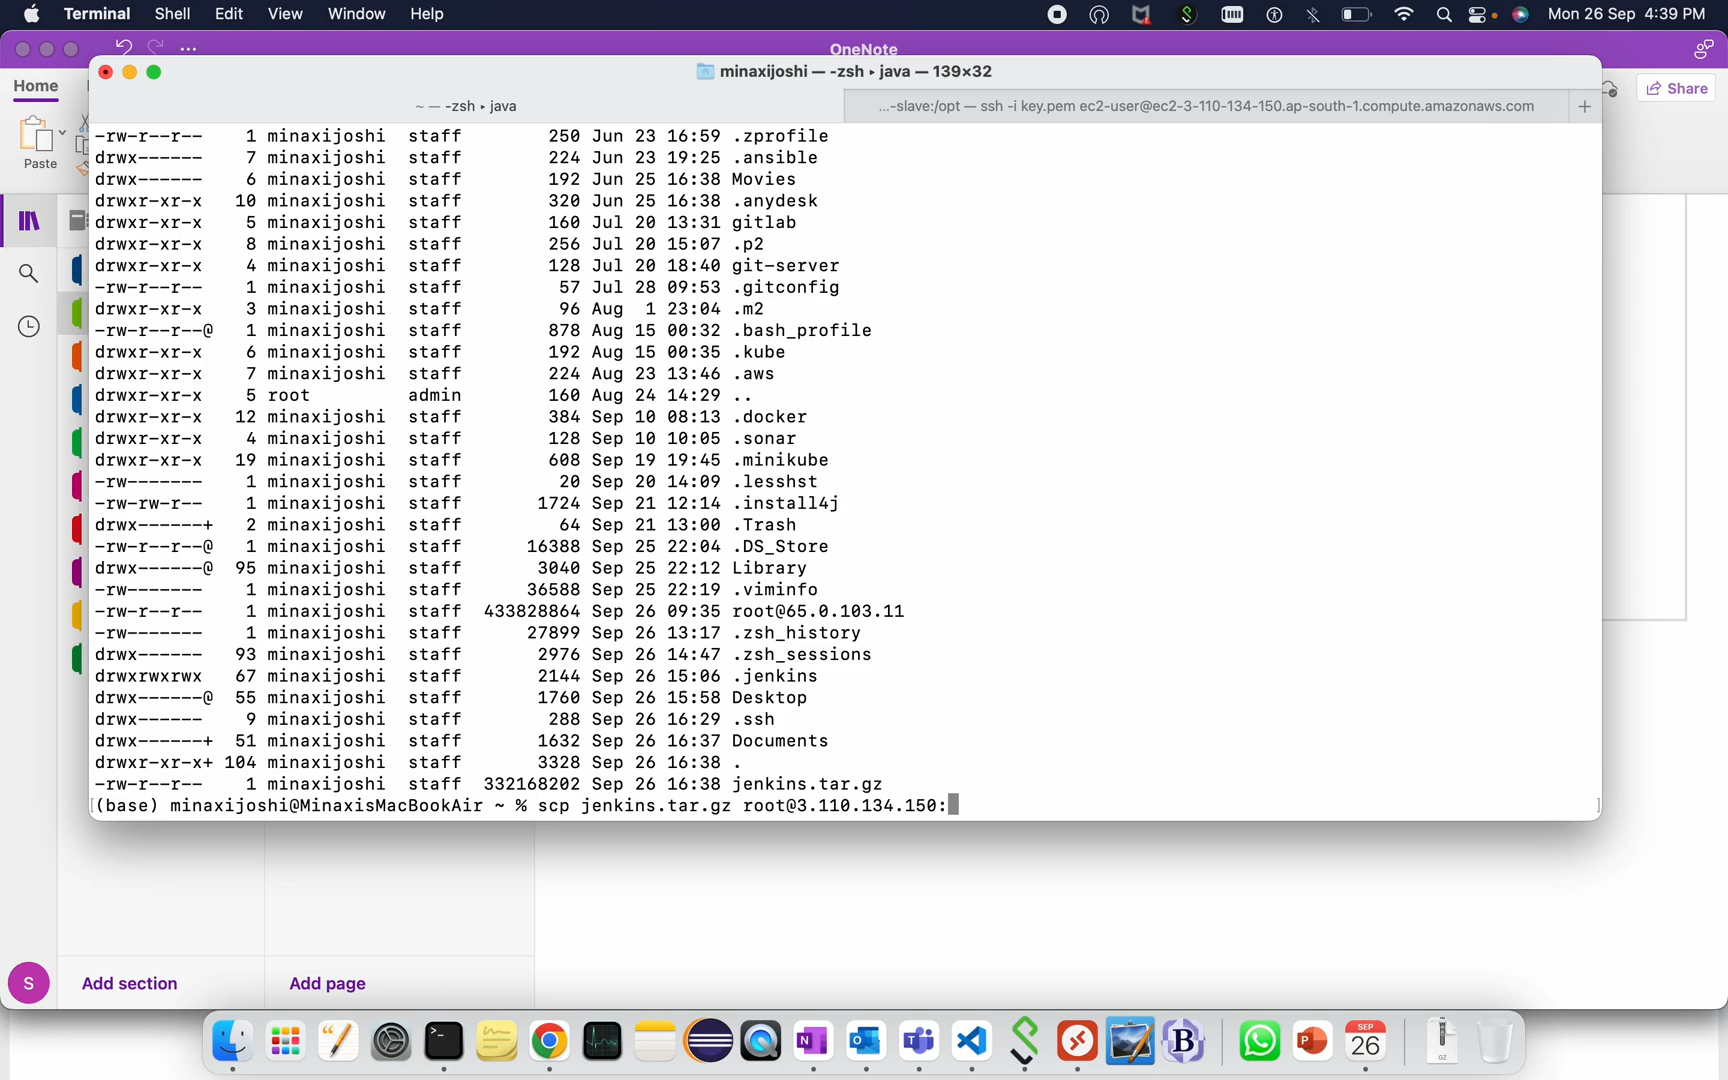 Terminal Shell Edit View Window Help Mon 26 Sep 4:39 PM
OneNote
minaxijoshi — -zsh ▸ java — 139×32
Home Share
~ — -zsh ▸ java ...-slave:/opt — ssh -i key.pem ec2-user@ec2-3-110-134-150.ap-south-1.compute.amazonaws.com +
Paste
-rw-r--r-- 1 minaxijoshi staff 250 Jun 23 16:59 .zprofile
drwx------ 7 minaxijoshi staff 224 Jun 23 19:25 .ansible
drwx------ 6 minaxijoshi staff 192 Jun 25 16:38 Movies
drwxr-xr-x 10 minaxijoshi staff 320 Jun 25 16:38 .anydesk
drwxr-xr-x 5 minaxijoshi staff 160 Jul 20 13:31 gitlab
drwxr-xr-x 8 minaxijoshi staff 256 Jul 20 15:07 .p2
drwxr-xr-x 4 minaxijoshi staff 128 Jul 20 18:40 git-server
-rw-r--r-- 1 minaxijoshi staff 57 Jul 28 09:53 .gitconfig
drwxr-xr-x 3 minaxijoshi staff 96 Aug 1 23:04 .m2
-rw-r--r--@ 1 minaxijoshi staff 878 Aug 15 00:32 .bash_profile
drwxr-xr-x 6 minaxijoshi staff 192 Aug 15 00:35 .kube
drwxr-xr-x 7 minaxijoshi staff 224 Aug 23 13:46 .aws
drwxr-xr-x 5 root admin 160 Aug 24 14:29 ..
drwxr-xr-x 12 minaxijoshi staff 384 Sep 10 08:13 .docker
drwxr-xr-x 4 minaxijoshi staff 128 Sep 10 10:05 .sonar
drwxr-xr-x 19 minaxijoshi staff 608 Sep 19 19:45 .minikube
-rw------- 1 minaxijoshi staff 20 Sep 20 14:09 .lesshst
-rw-rw-r-- 1 minaxijoshi staff 1724 Sep 21 12:14 .install4j
drwx------+ 2 minaxijoshi staff 64 Sep 21 13:00 .Trash
-rw-r--r--@ 1 minaxijoshi staff 16388 Sep 25 22:04 .DS_Store
drwx------@ 95 minaxijoshi staff 3040 Sep 25 22:12 Library
-rw------- 1 minaxijoshi staff 36588 Sep 25 22:19 .viminfo
-rw-r--r-- 1 minaxijoshi staff 433828864 Sep 26 09:35 root@65.0.103.11
-rw------- 1 minaxijoshi staff 27899 Sep 26 13:17 .zsh_history
drwx------ 93 minaxijoshi staff 2976 Sep 26 14:47 .zsh_sessions
drwxrwxrwx 67 minaxijoshi staff 2144 Sep 26 15:06 .jenkins
drwx------@ 55 minaxijoshi staff 1760 Sep 26 15:58 Desktop
drwx------ 9 minaxijoshi staff 288 Sep 26 16:29 .ssh
drwx------+ 51 minaxijoshi staff 1632 Sep 26 16:37 Documents
drwxr-xr-x+ 104 minaxijoshi staff 3328 Sep 26 16:38 .
-rw-r--r-- 1 minaxijoshi staff 332168202 Sep 26 16:38 jenkins.tar.gz
[(base) minaxijoshi@MinaxisMacBookAir ~ % scp jenkins.tar.gz root@3.110.134.150: ]
S Add section Add page
SEP
26